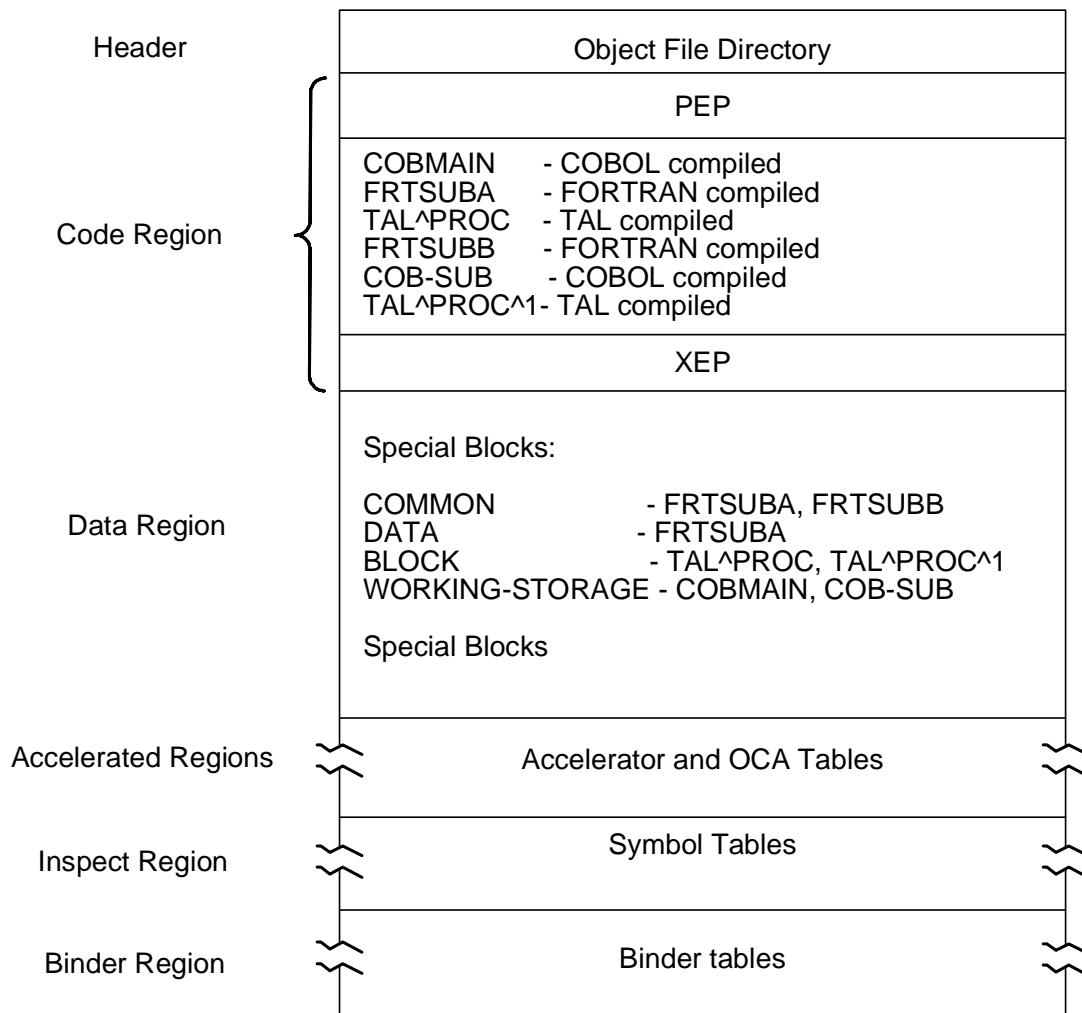 Header
Object File Directory
PEP
Code Region
COBMAIN - COBOL compiled
FRTSUBA - FORTRAN compiled
TAL^PROC - TAL compiled
FRTSUBB - FORTRAN compiled
COB-SUB - COBOL compiled
TAL^PROC^1- TAL compiled
XEP
Data Region
Special Blocks:
COMMON - FRTSUBA, FRTSUBB
DATA - FRTSUBA
BLOCK - TAL^PROC, TAL^PROC^1
WORKING-STORAGE - COBMAIN, COB-SUB
Special Blocks
Accelerated Regions
Accelerator and OCA Tables
Inspect Region
Symbol Tables
Binder Region
Binder tables